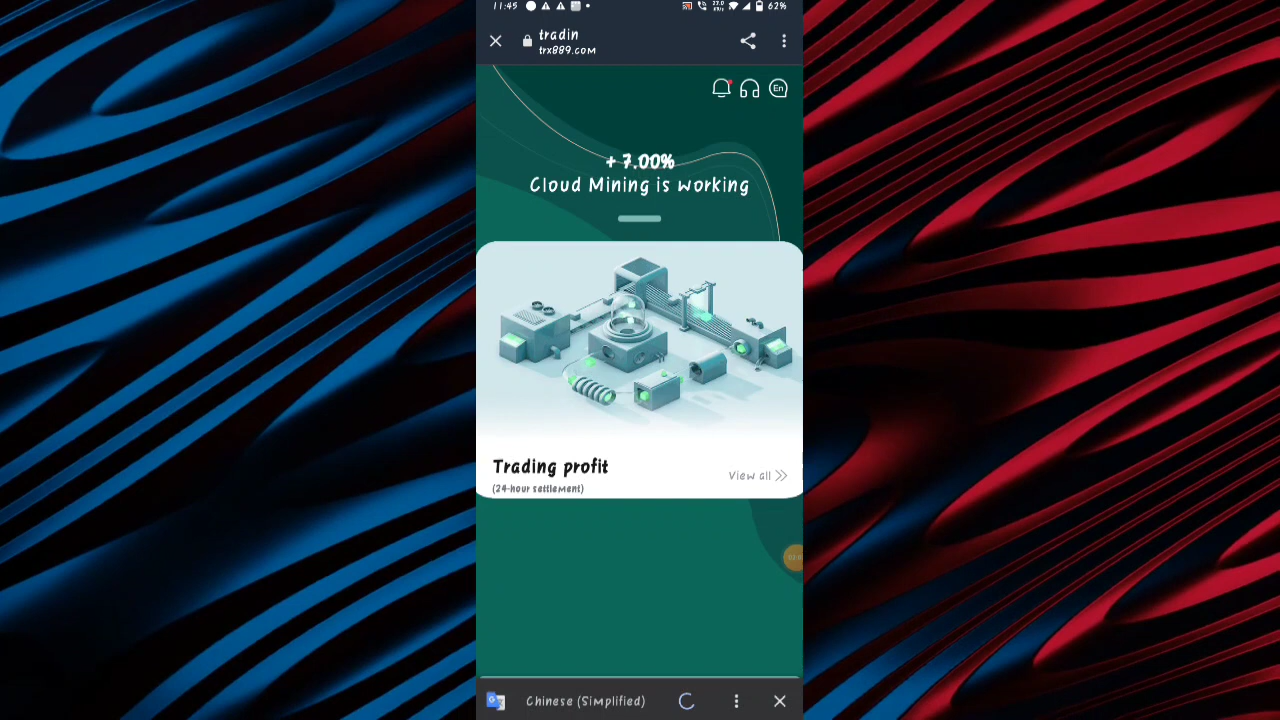 11:45
62%
tradin
trx889.com
En
+ 7.00%
Cloud Mining is working
Trading profit
View all
(24-hour settlement)
Chinese (Simplified)